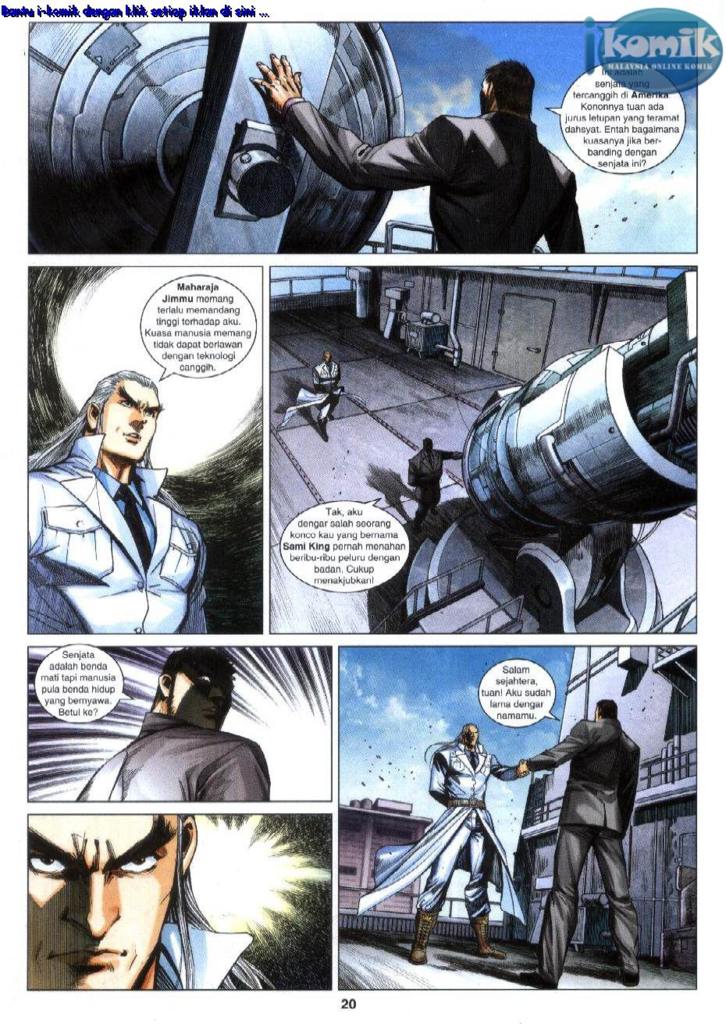 Bantu i-komik dengan klik setiap iklan di sini ...
ikomik
MALAYSIA ONLINE KOMIK
Ini adalah
senjata yang
tercanggih di Amerika.
Kononnya tuan ada
jurus letupan yang teramat
dahsyat. Entah bagaimana
kuasanya jika ber-
banding dengan
senjata ini?
Maharaja
Jimmu memang
terlalu memandang
tinggi terhadap aku.
Kuasa manusia memang
tidak dapat berlawan
dengan teknologi
canggih.
Tak, aku
dengar salah seorang
konco kau yang bernama
Sami King pernah menahan
beribu-ribu peluru dengan
badan. Cukup
menakjubkan!
Senjata
adalah benda
mati tapi manusia
pula benda hidup
yang bernyawa.
Betul ke?
Salam
sejahtera,
tuan! Aku sudah
lama dengar
namamu.
20